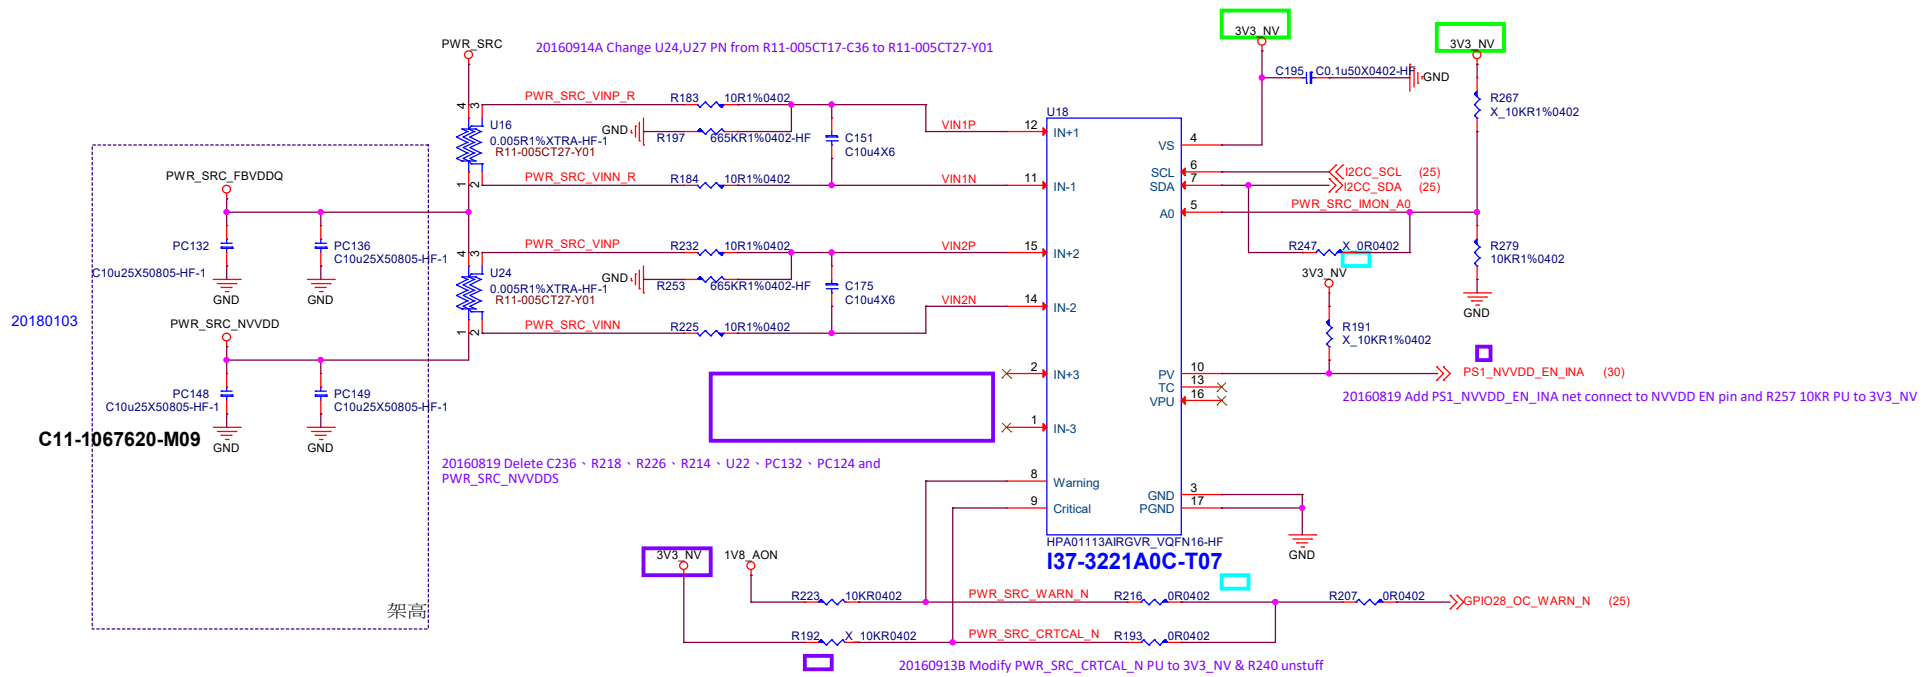 3V3_NV
3V3_NV
PWR_SRC
20160914A Change U24,U27 PN from R11-005CT17-C36 to R11-005CT27-Y01
C195 C0.1u50X0402-HF
GND
R267
X_10KR1%0402
4
3
PWR_SRC_VINP_R
R183 10R1%0402
U16
0.005R1%XTRA-HF-1
R11-005CT27-Y01
GND
R197 665KR1%0402-HF
C151
C10u4X6
VIN1P
1
2
PWR_SRC_VINN_R
R184 10R1%0402
VIN1N
U18
12 IN+1
11 IN-1
15 IN+2
14 IN-2
2 IN+3
1 IN-3
8 Warning
9 Critical
VS 4
SCL 6
SDA 7
A0 5
PV 10
TC 13
VPU 16
GND 3
PGND 17
HPA01113AIRGVR_VQFN16-HF
I37-3221A0C-T07
I2CC_SCL (25)
I2CC_SDA (25)
PWR_SRC_IMON_A0
R247 X_0R0402
R279
10KR1%0402
GND
3V3_NV
R191
X_10KR1%0402
PS1_NVVDD_EN_INA (30)
20160819 Add PS1_NVVDD_EN_INA net connect to NVVDD EN pin and R257 10KR PU to 3V3_NV
GND
PWR_SRC_FBVDDQ
PC132
C10u25X50805-HF-1
GND
PC136
C10u25X50805-HF-1
GND
4
3
PWR_SRC_VINP
R232 10R1%0402
VIN2P
U24
0.005R1%XTRA-HF-1
R11-005CT27-Y01
GND
R253 665KR1%0402-HF
C175
C10u4X6
VIN2N
1
2
PWR_SRC_VINN
R225 10R1%0402
20180103
PWR_SRC_NVVDD
PC148
C10u25X50805-HF-1
GND
PC149
C10u25X50805-HF-1
GND
C11-1067620-M09
架高
20160819 Delete C236、R218、R226、R214、U22、PC132、PC124 and
PWR_SRC_NVVDDS
3V3_NV
1V8_AON
R223 10KR0402
PWR_SRC_WARN_N
R216 0R0402
R207 0R0402
GPIO28_OC_WARN_N (25)
R192 X_10KR0402
PWR_SRC_CRTCAL_N
R193 0R0402
20160913B Modify PWR_SRC_CRTCAL_N PU to 3V3_NV & R240 unstuff